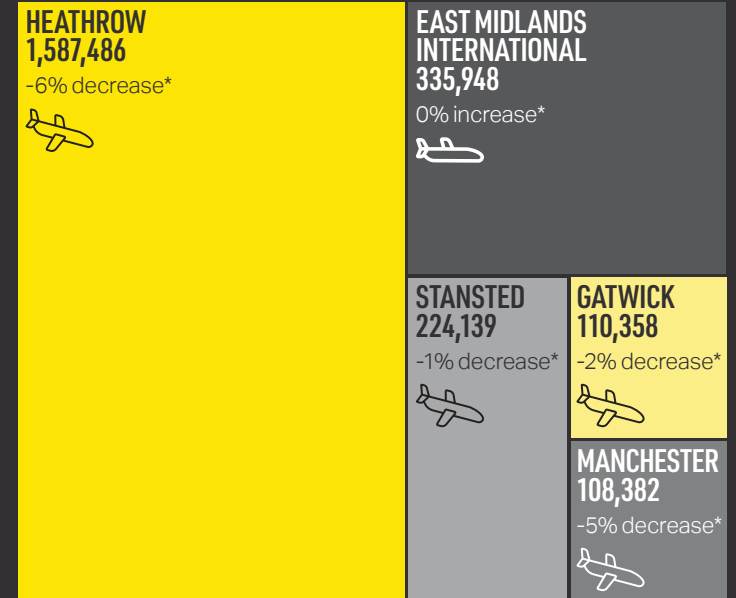 HEATHROW
1,587,486
-6% decrease*
EAST MIDLANDS
INTERNATIONAL
335,948
0% increase*
STANSTED
224,139
-1% decrease*
GATWICK
110,358
-2% decrease*
MANCHESTER
108,382
-5% decrease*